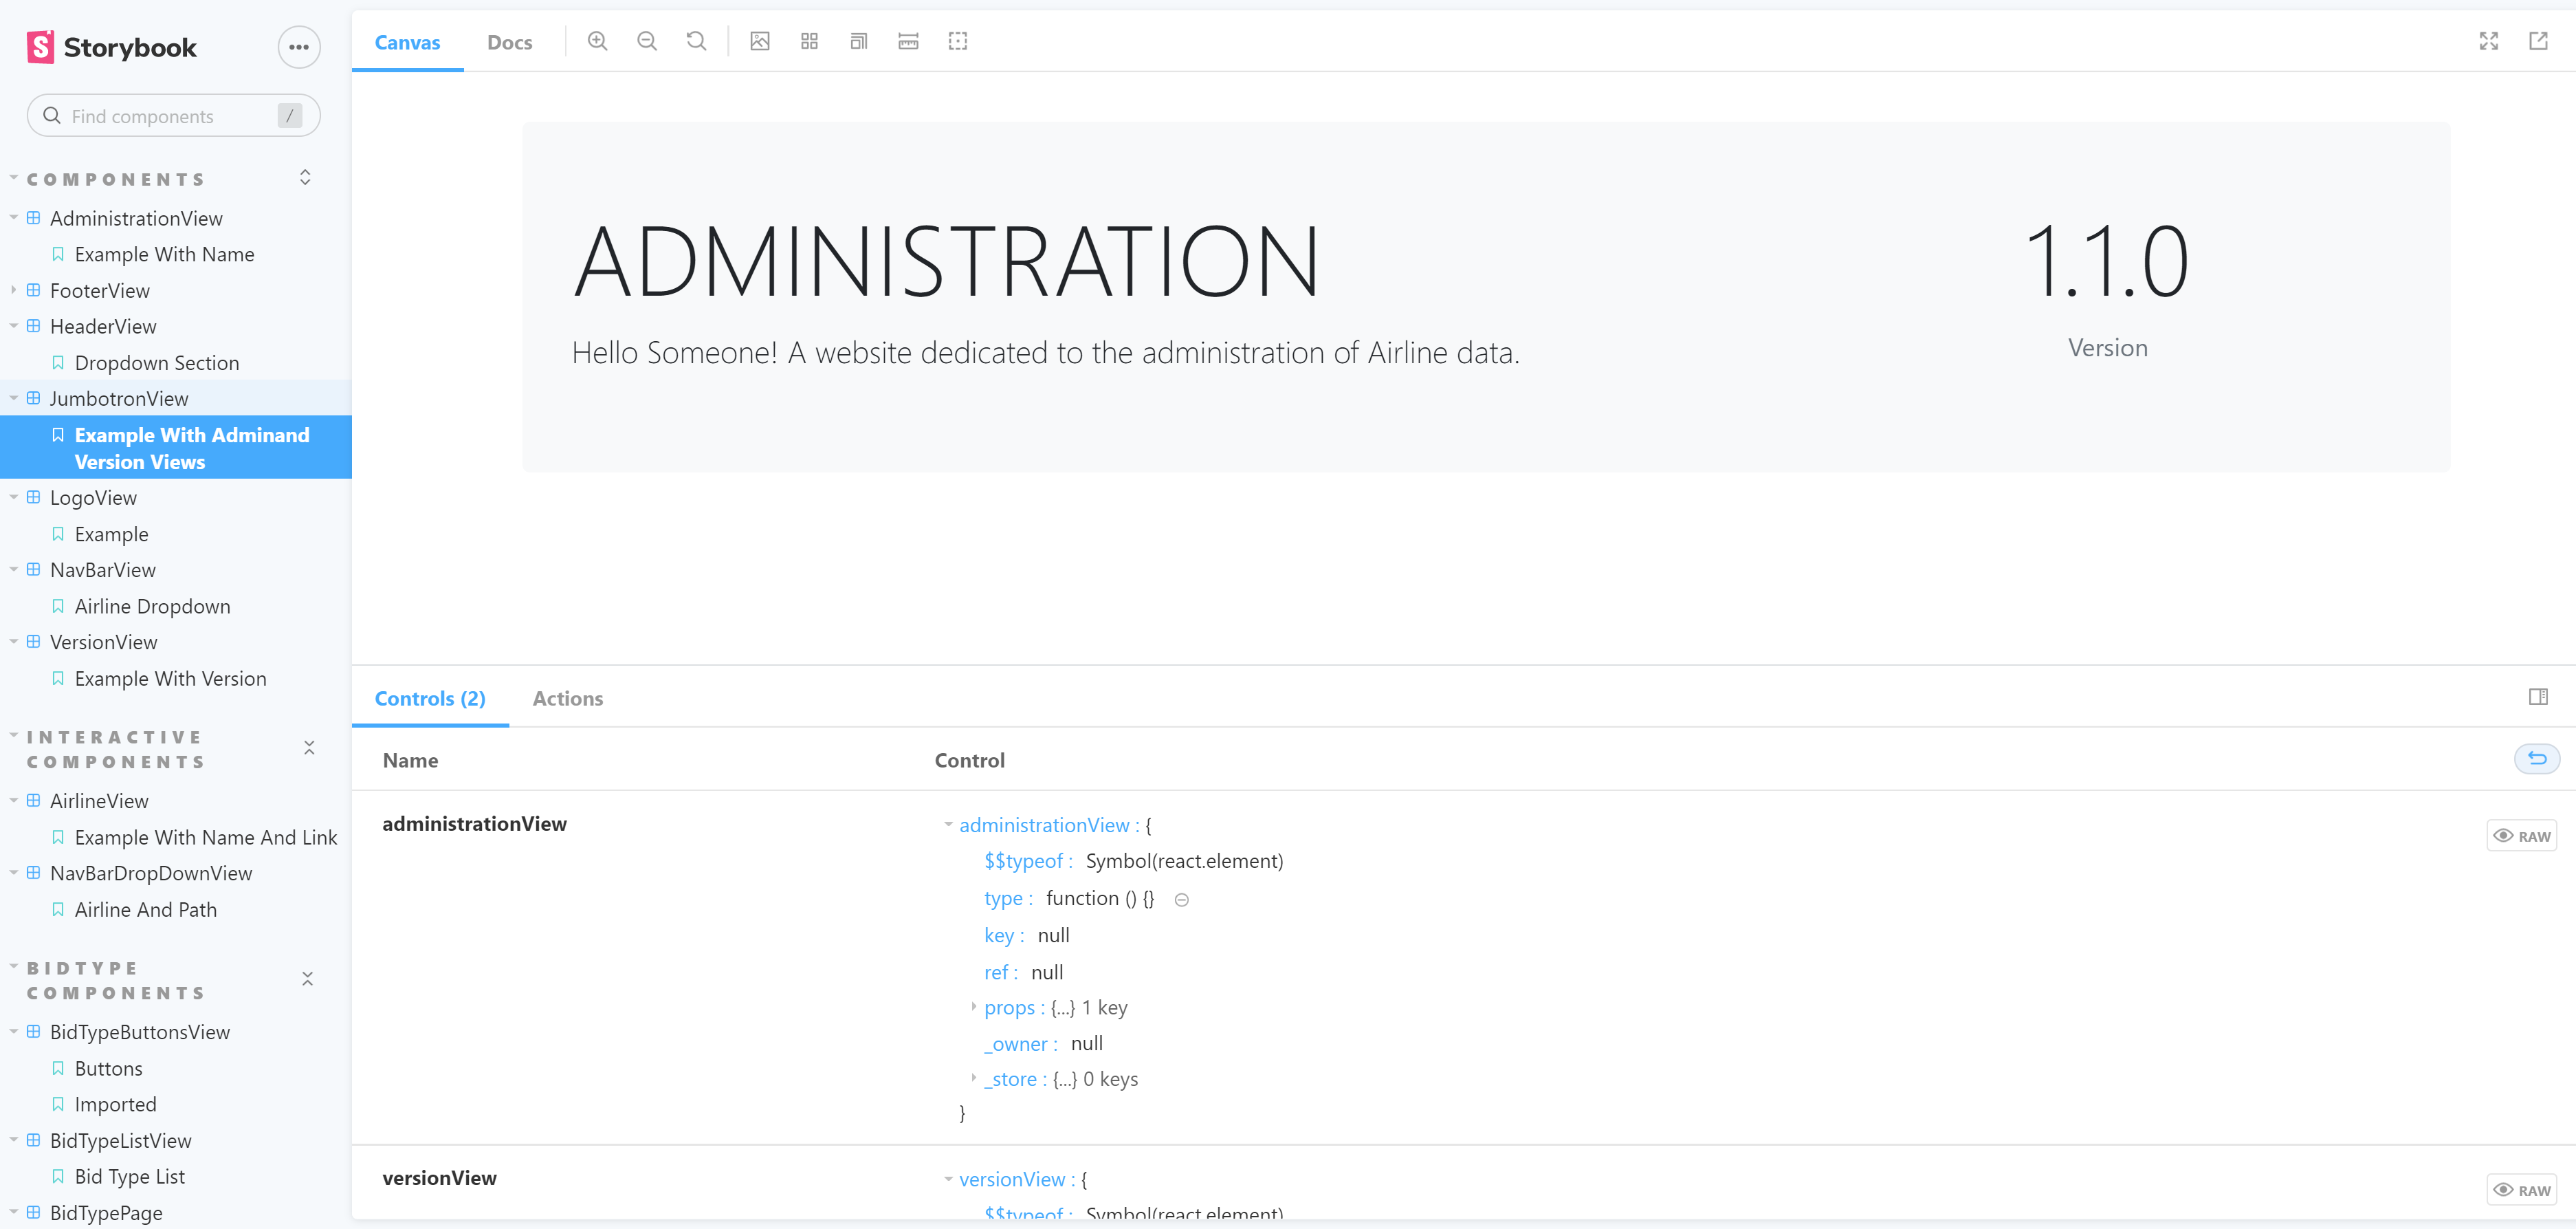 Storybook
Find components /
COMPONENTS
AdministrationView
Example With Name
FooterView
HeaderView
Dropdown Section
JumbotronView
Example With Adminand
Version Views
LogoView
Example
NavBarView
Airline Dropdown
VersionView
Example With Version
INTERACTIVE
COMPONENTS
AirlineView
Example With Name And Link
NavBarDropDownView
Airline And Path
BIDTYPE
COMPONENTS
BidTypeButtonsView
Buttons
Imported
BidTypeListView
Bid Type List
BidTypePage
Canvas Docs
ADMINISTRATION
Hello Someone! A website dedicated to the administration of Airline data.
1.1.0
Version
Controls (2) Actions
Name Control
administrationView
administrationView : {
RAW
$$typeof : Symbol(react.element)
type : function () {}
key : null
ref : null
props : {...} 1 key
_owner : null
_store : {...} 0 keys
}
versionView
versionView : {
RAW
$$typeof : Symbol(react.element)